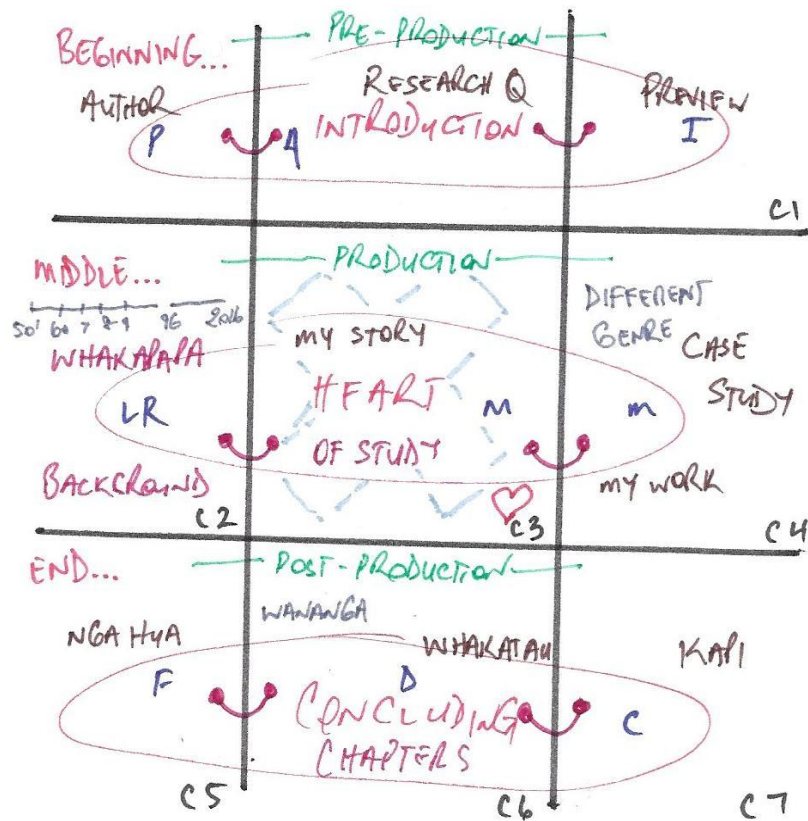 PRE-PRODUCTION
BEGINNING...
AUTHOR
RESEARCH Q
PREVIEW
P
A
INTRODUCTION
I
C1
PRODUCTION
MIDDLE...
50' 60 7 8 9 96 2016
WHAKAPAPA
MY STORY
DIFFERENT
GENRE
CASE
STUDY
LR
HEART
OF STUDY
M
M
BACKGROUND
MY WORK
C2
C3
C4
POST-PRODUCTION
END...
WANANGA
NGA HUA
WHAKATAU
KAPI
F
D
CONCLUDING
CHAPTERS
C
C5
C6
C7